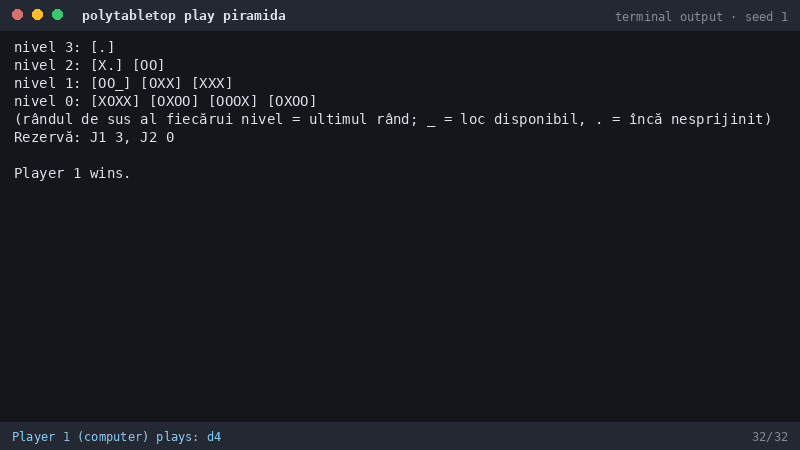 polytabletop play piramida
terminal output · seed 1
nivel 3: [.]
nivel 2: [X.] [OO]
nivel 1: [OO_] [OXX] [XXX]
nivel 0: [XOXX] [OXOO] [OOOX] [OXOO]
(rândul de sus al fiecărui nivel = ultimul rând; _ = loc disponibil, . = încă nesprijinit)
Rezervă: J1 3, J2 0
Player 1 wins.
Player 1 (computer) plays: d4
32/32